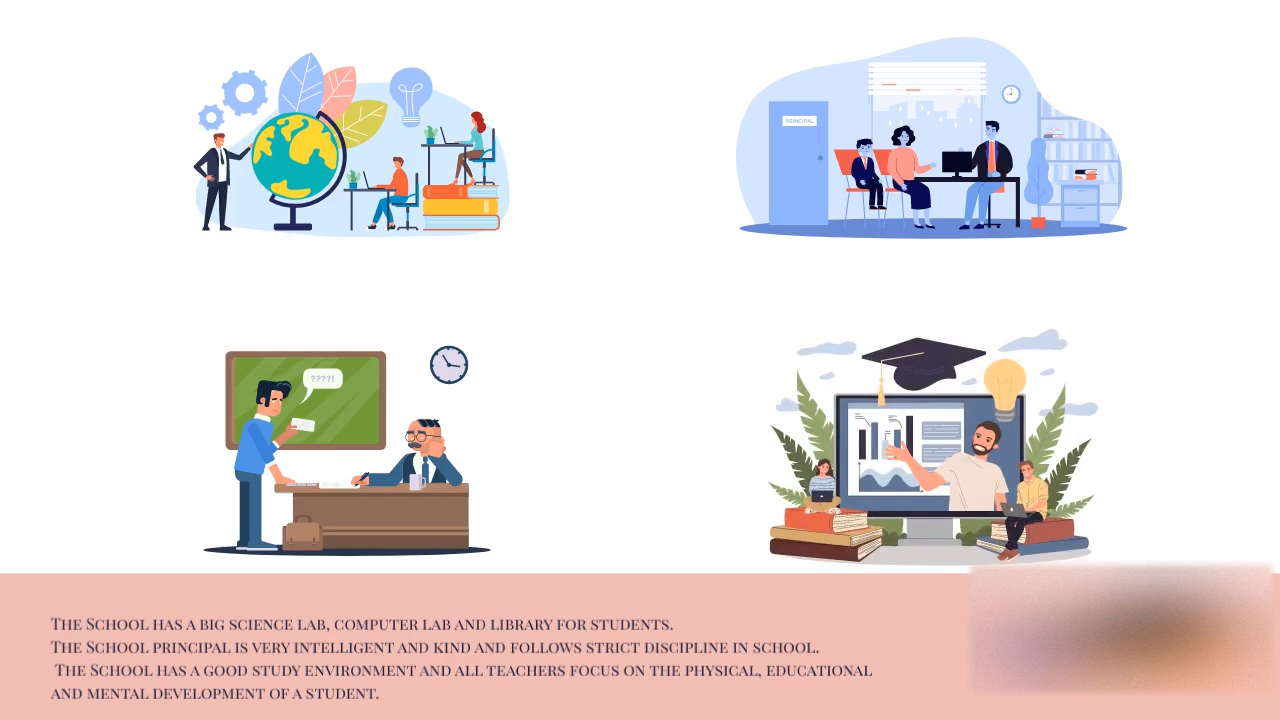 PRINCIPAL
????!
The School has a big science lab, computer lab and library for students.
The School principal is very intelligent and kind and follows strict discipline in school.
The School has a good study environment and all teachers focus on the physical, educational
and mental development of a student.